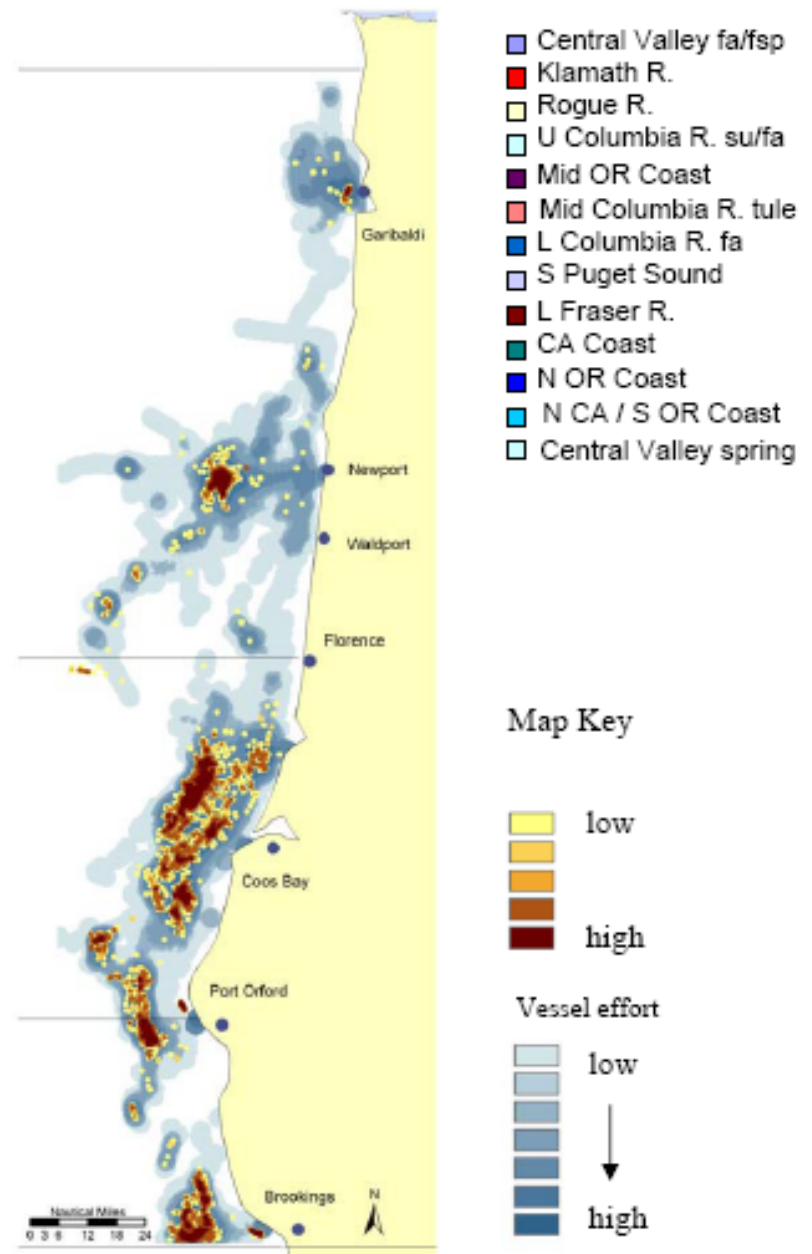 Garibaldi
Newport
Waldport
Florence
Coos Bay
Port Orford
Brookings
N
Nautical Miles
0 3 6 12 18 24
Central Valley fa/fsp
Klamath R.
Rogue R.
U Columbia R. su/fa
Mid OR Coast
Mid Columbia R. tule
L Columbia R. fa
S Puget Sound
L Fraser R.
CA Coast
N OR Coast
N CA / S OR Coast
Central Valley spring
Map Key
low
high
Vessel effort
low
high